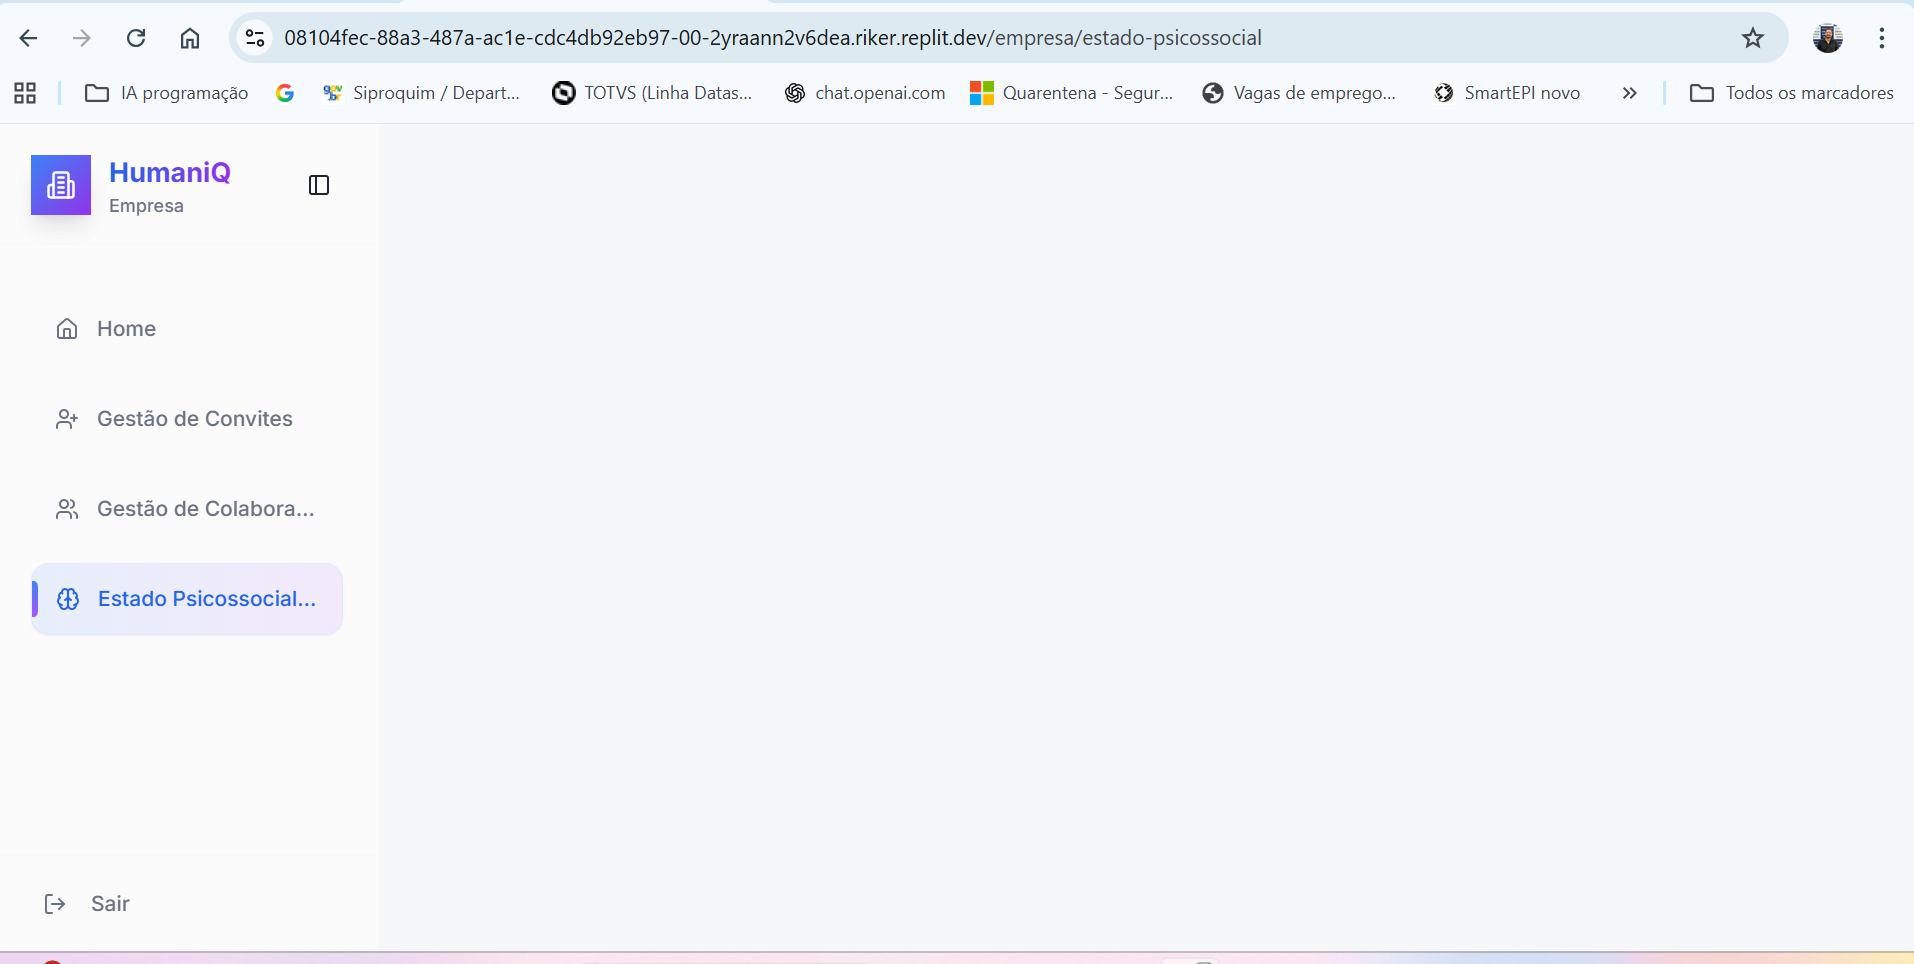 08104fec-88a3-487a-ac1e-cdc4db92eb97-00-2yraann2v6dea.riker.replit.dev/empresa/estado-psicossocial
IA programação Siproquim / Depart... TOTVS (Linha Datas... chat.openai.com Quarentena - Segur... Vagas de emprego... SmartEPI novo Todos os marcadores
HumaniQ
Empresa
Home
Gestão de Convites
Gestão de Colabora...
Estado Psicossocial...
Sair